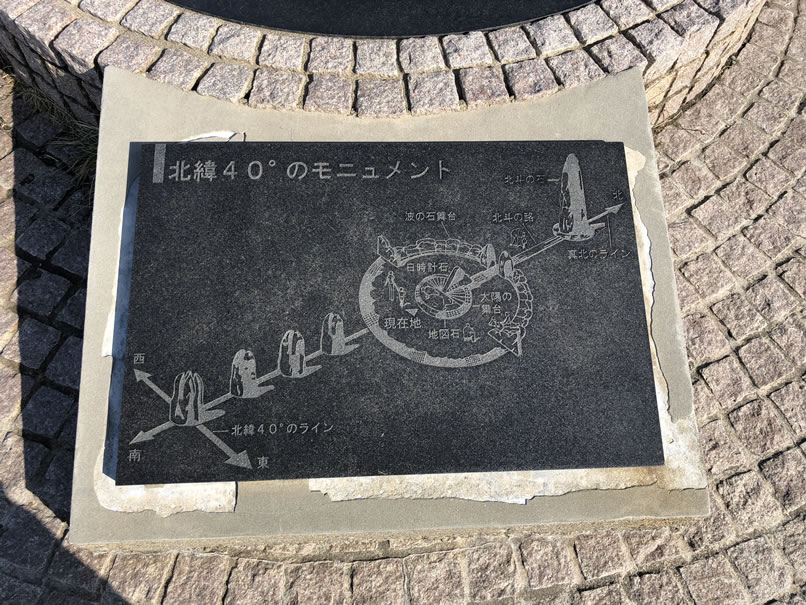 北緯40°のモニュメント
北斗の石
北
波の石舞台
北斗の路
真北のライン
日時計石
太陽の
舞台
現在地
地図石
西
北緯40°のライン
南
東